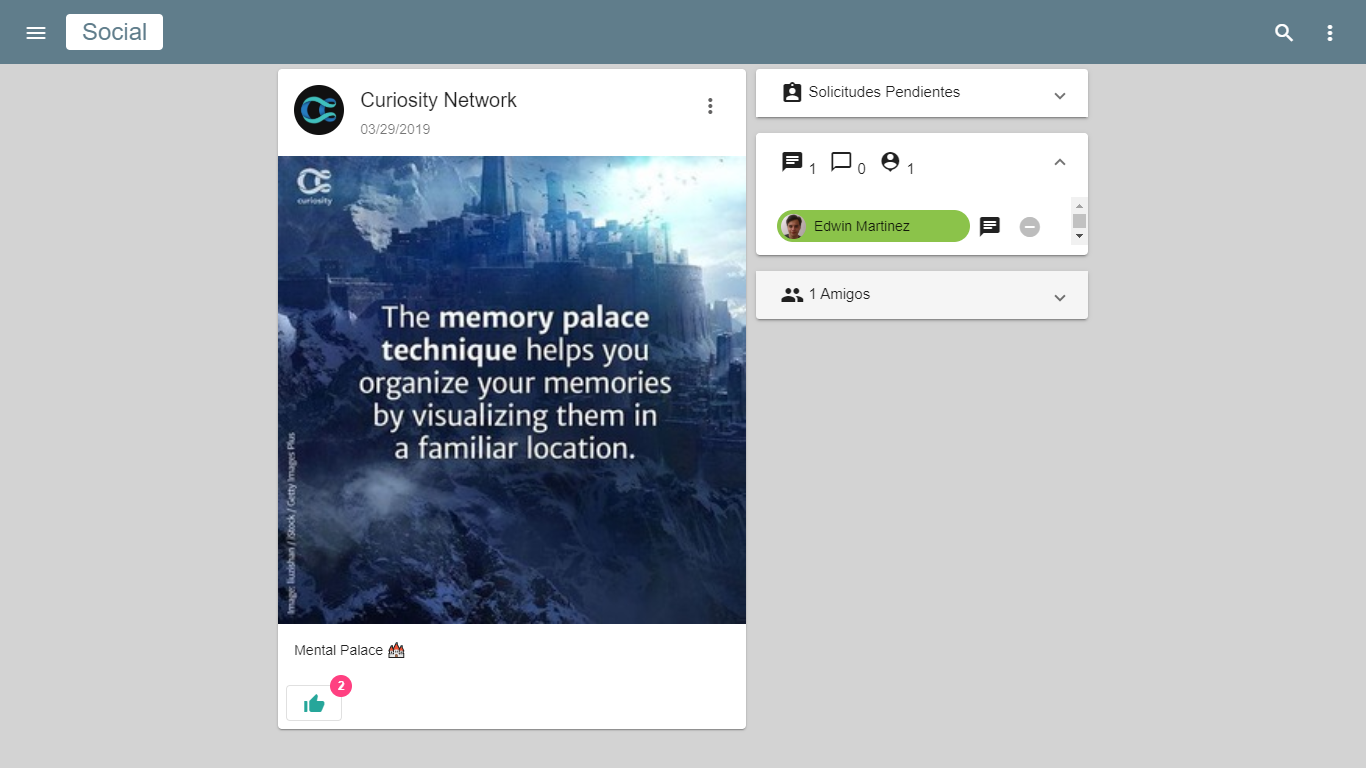 Social
Curiosity Network
03/29/2019
curiosity
The memory palace
technique helps you
organize your memories
by visualizing them in
a familiar location.
Image: liuzishan / iStock / Getty Images Plus
Mental Palace
2
Solicitudes Pendientes
1 0 1
Edwin Martinez
1 Amigos